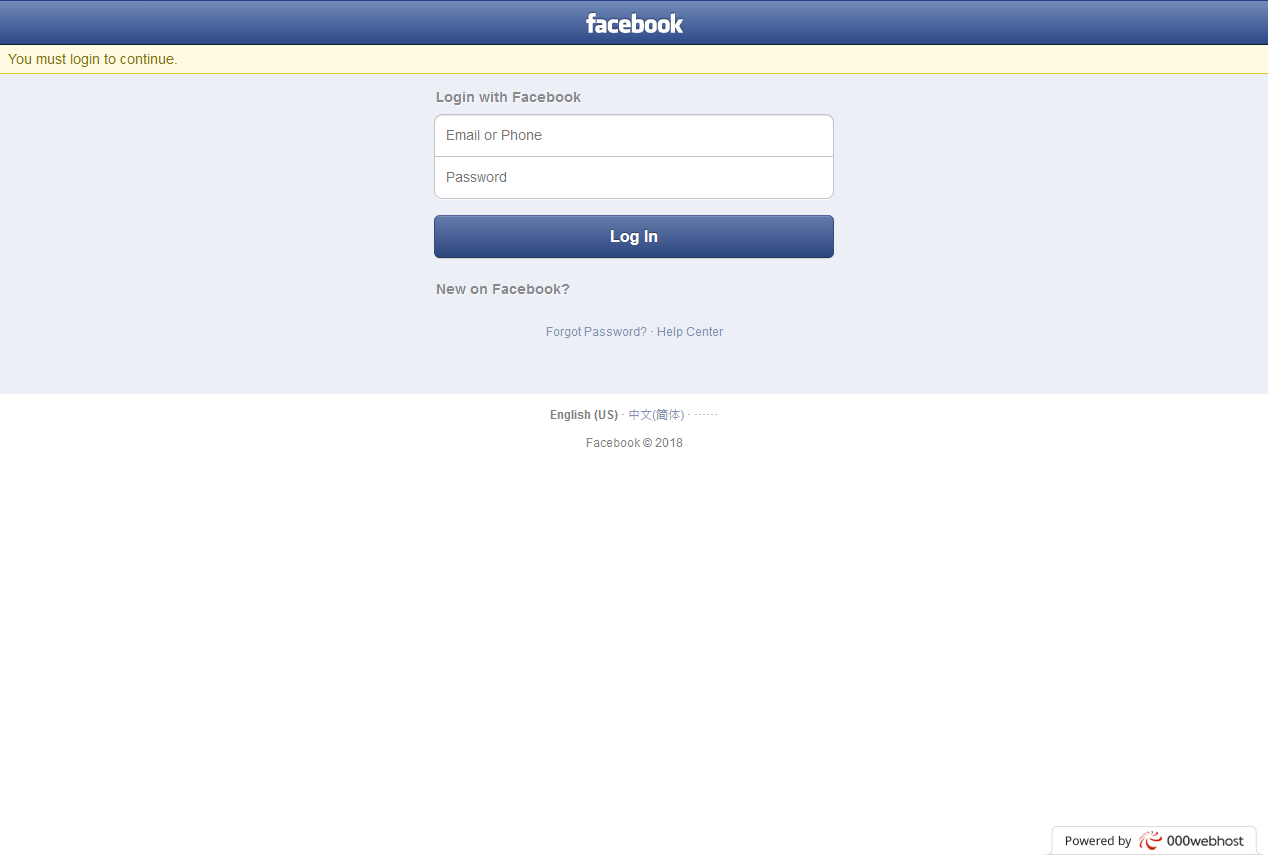 facebook
You must login to continue.
Login with Facebook
Email or Phone
Password
Log In
New on Facebook?
Forgot Password? · Help Center
English (US) · 中文(简体) · ······
Facebook © 2018
Powered by 000webhost